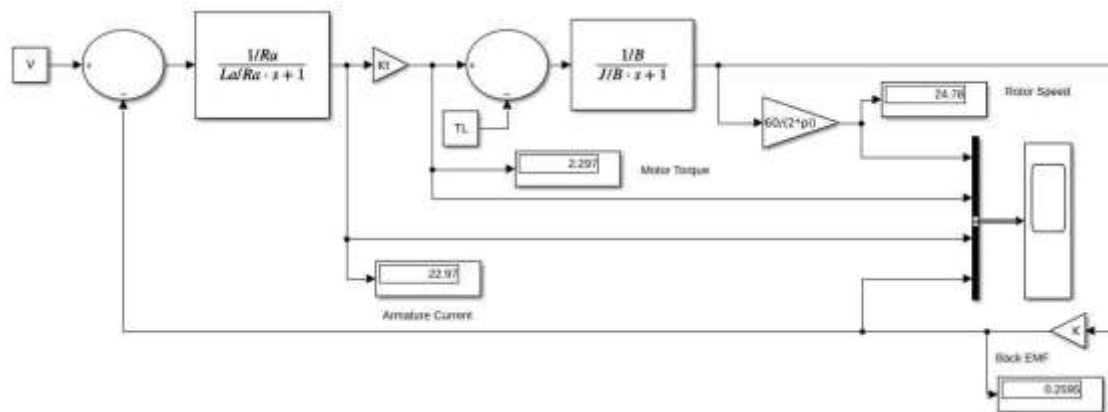 V
+
−
1/Ra
La/Ra · s + 1
Kt
+
−
1/B
J/B · s + 1
TL
60/(2*pi)
24.78
Rotor Speed
2.297
Motor Torque
22.97
Armature Current
K
Back EMF
0.2595